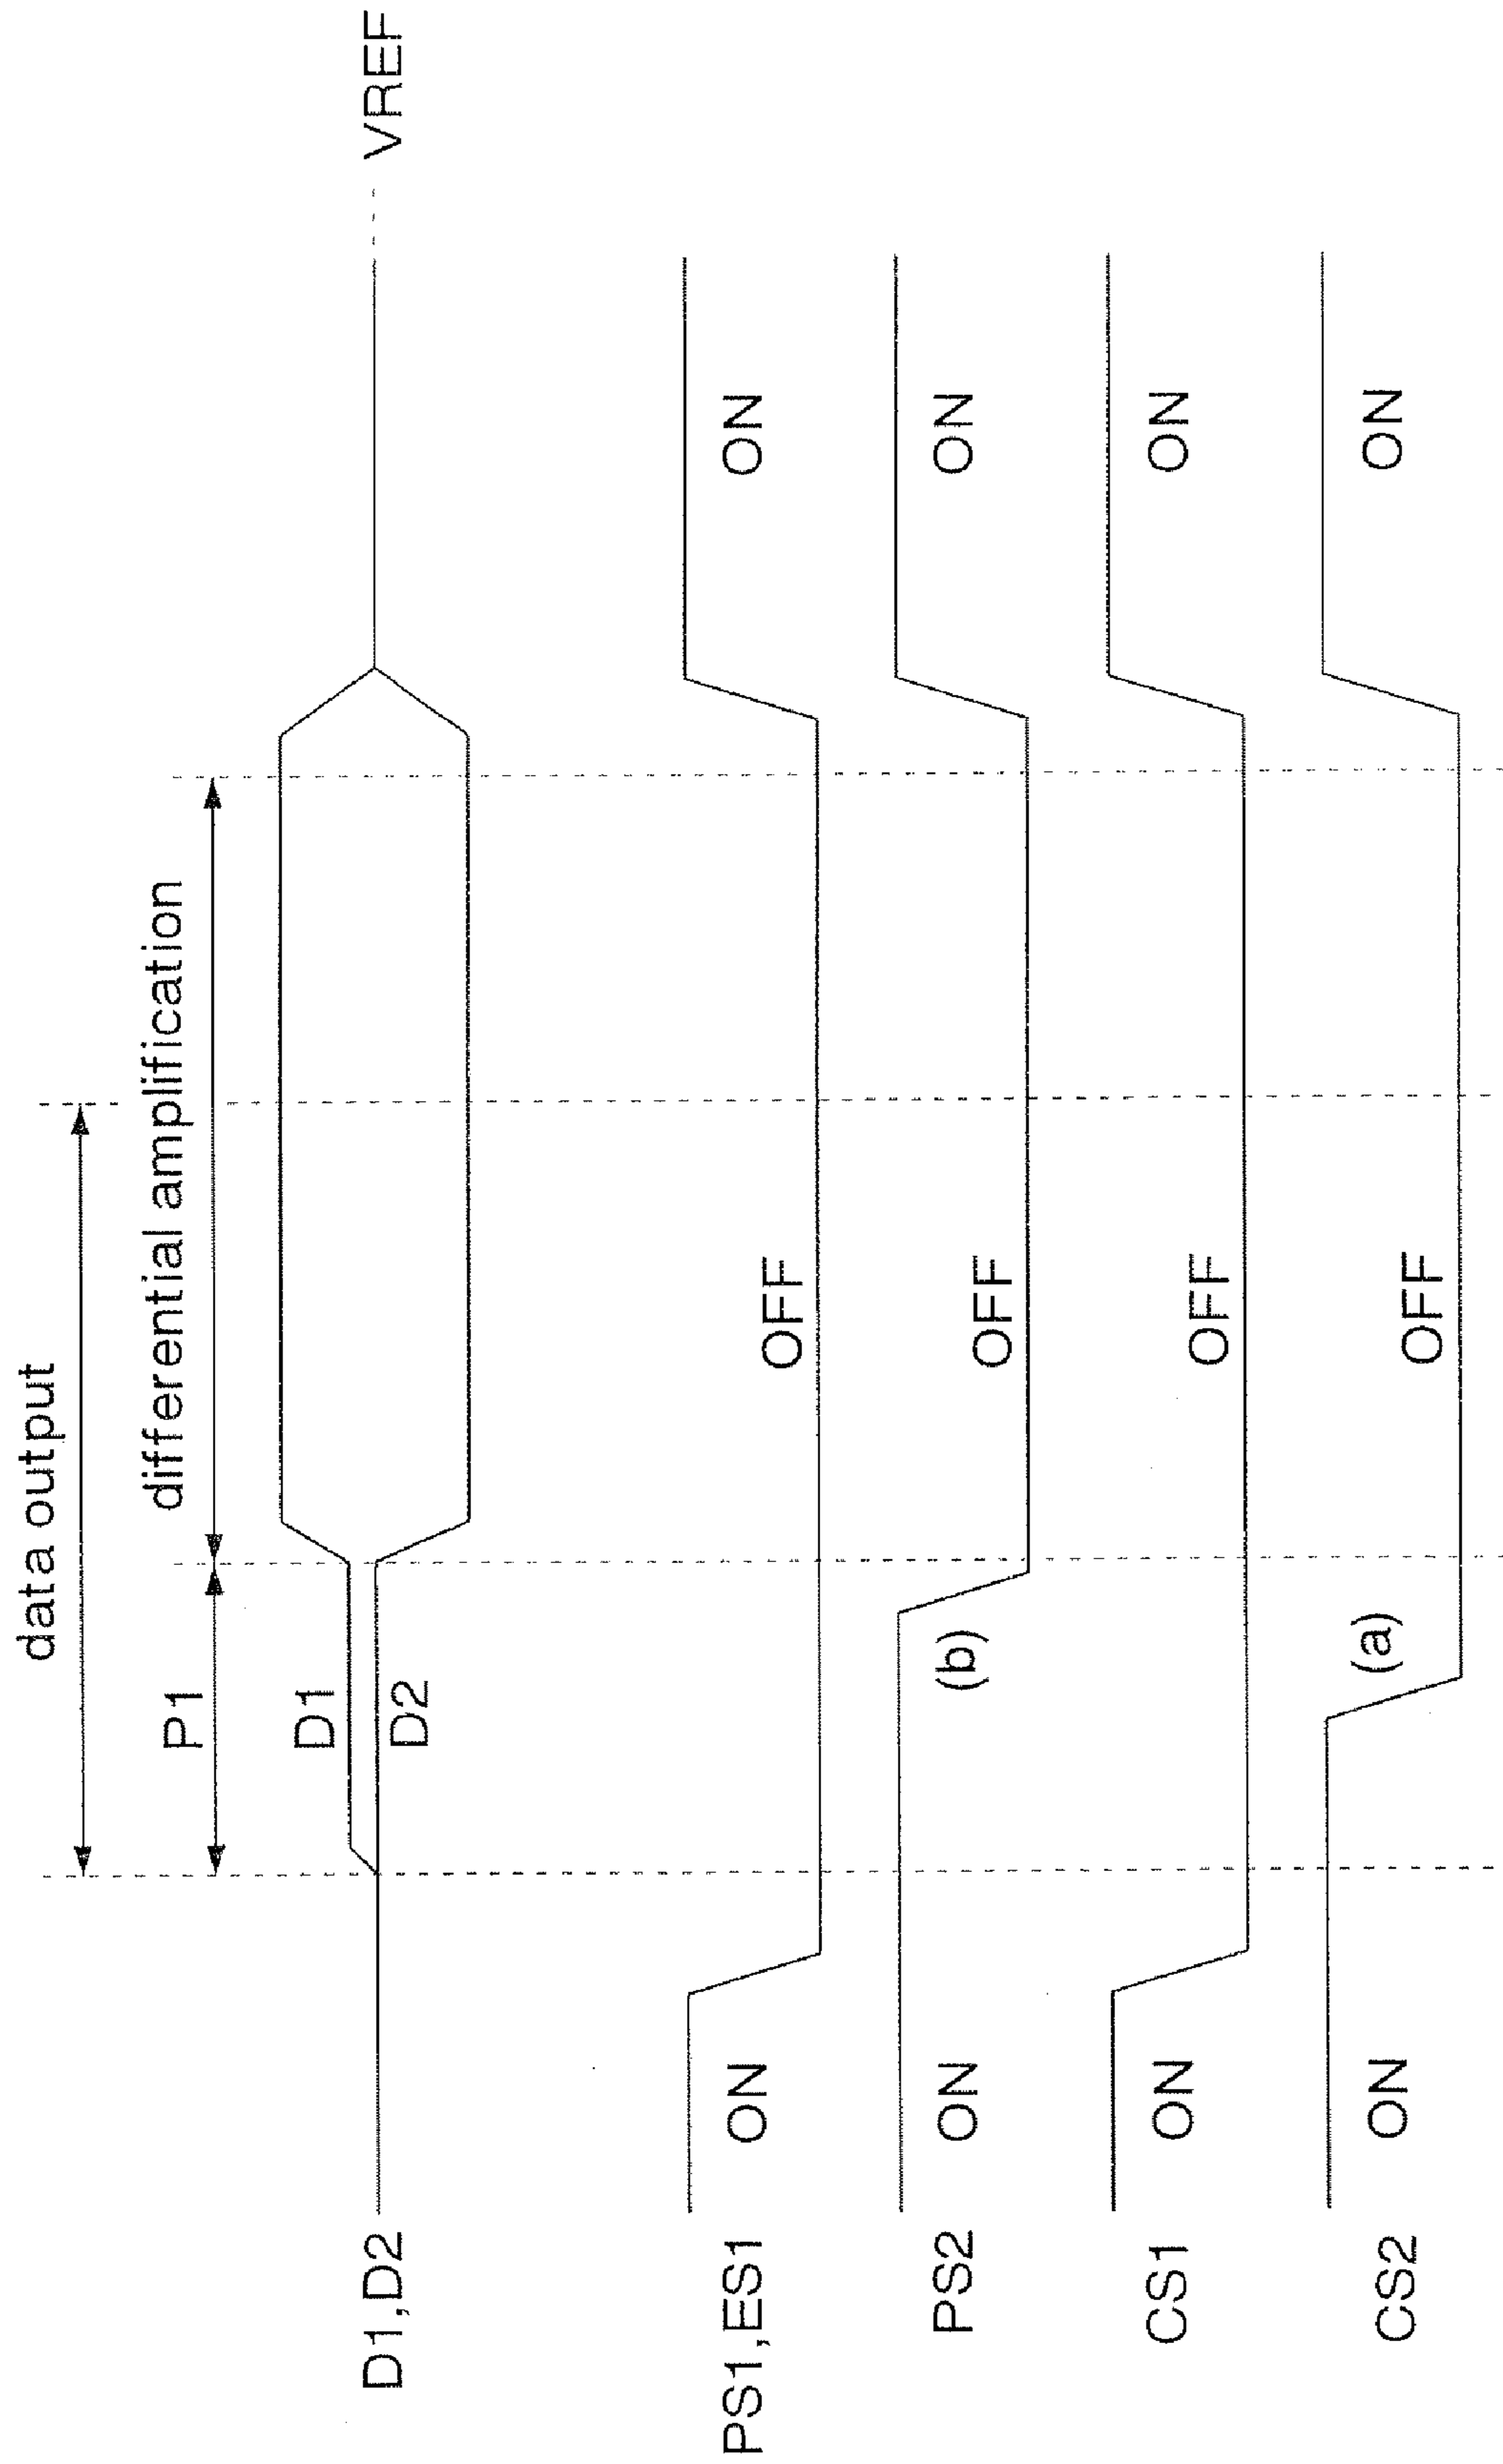 data output
P1
differential amplification
D1
D2
D1,D2
VREF
PS1,ES1
ON
OFF
ON
PS2
ON
(b)
OFF
ON
CS1
ON
OFF
ON
CS2
ON
(a)
OFF
ON